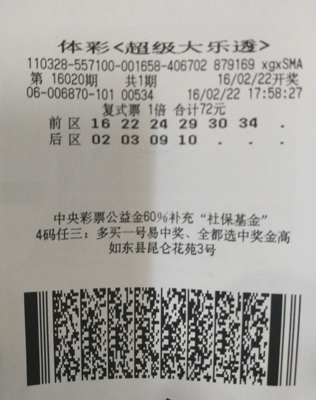 体彩<超级大乐透>
110328-557100-001658-406702 879169 xgxSMA
第 16020期 共1期 16/02/22开奖
06-006870-101 00534 16/02/22 17:58:27
复式票 1倍 合计72元
前区 16 22 24 29 30 34 .
后区 02 03 09 10 . . .
中央彩票公益金60%补充“社保基金”
4码任三：多买一号易中奖、全都选中奖金高
如东县昆仑花苑3号